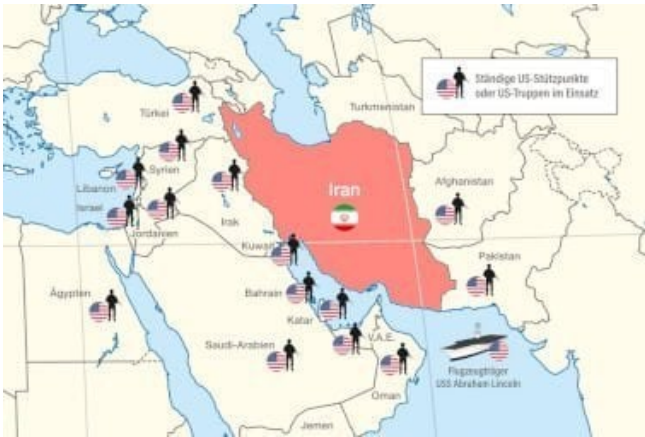 Ständige US-Stützpunkte
oder US-Truppen im Einsatz
Türkei
Turkmenistan
Syrien
Libanon
Israel
Jordanien
Irak
Iran
Afghanistan
Kuwait
Pakistan
Ägypten
Bahrain
Katar
V.A.E.
Saudi-Arabien
Oman
Jemen
Flugzeugträger
USS Abraham Lincoln